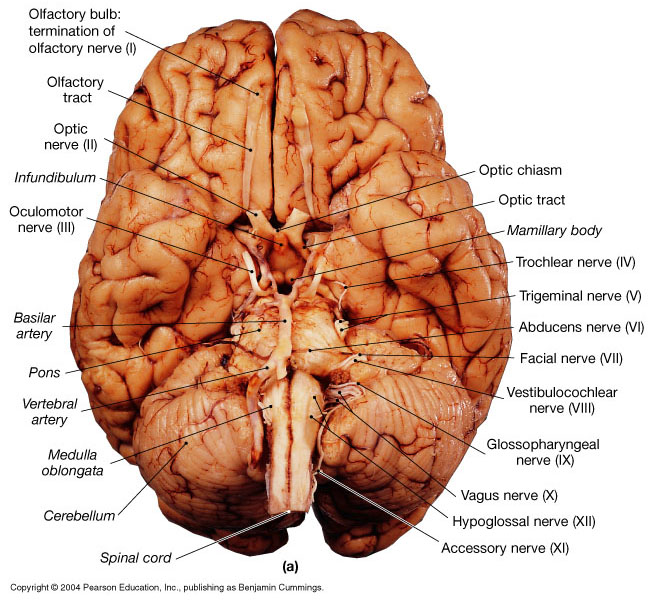 Olfactory bulb:
termination of
olfactory nerve (I)
Olfactory
tract
Optic
nerve (II)
Infundibulum
Oculomotor
nerve (III)
Basilar
artery
Pons
Vertebral
artery
Medulla
oblongata
Cerebellum
Spinal cord
Optic chiasm
Optic tract
Mamillary body
Trochlear nerve (IV)
Trigeminal nerve (V)
Abducens nerve (VI)
Facial nerve (VII)
Vestibulocochlear
nerve (VIII)
Glossopharyngeal
nerve (IX)
Vagus nerve (X)
Hypoglossal nerve (XII)
Accessory nerve (XI)
(a)
Copyright © 2004 Pearson Education, Inc., publishing as Benjamin Cummings.